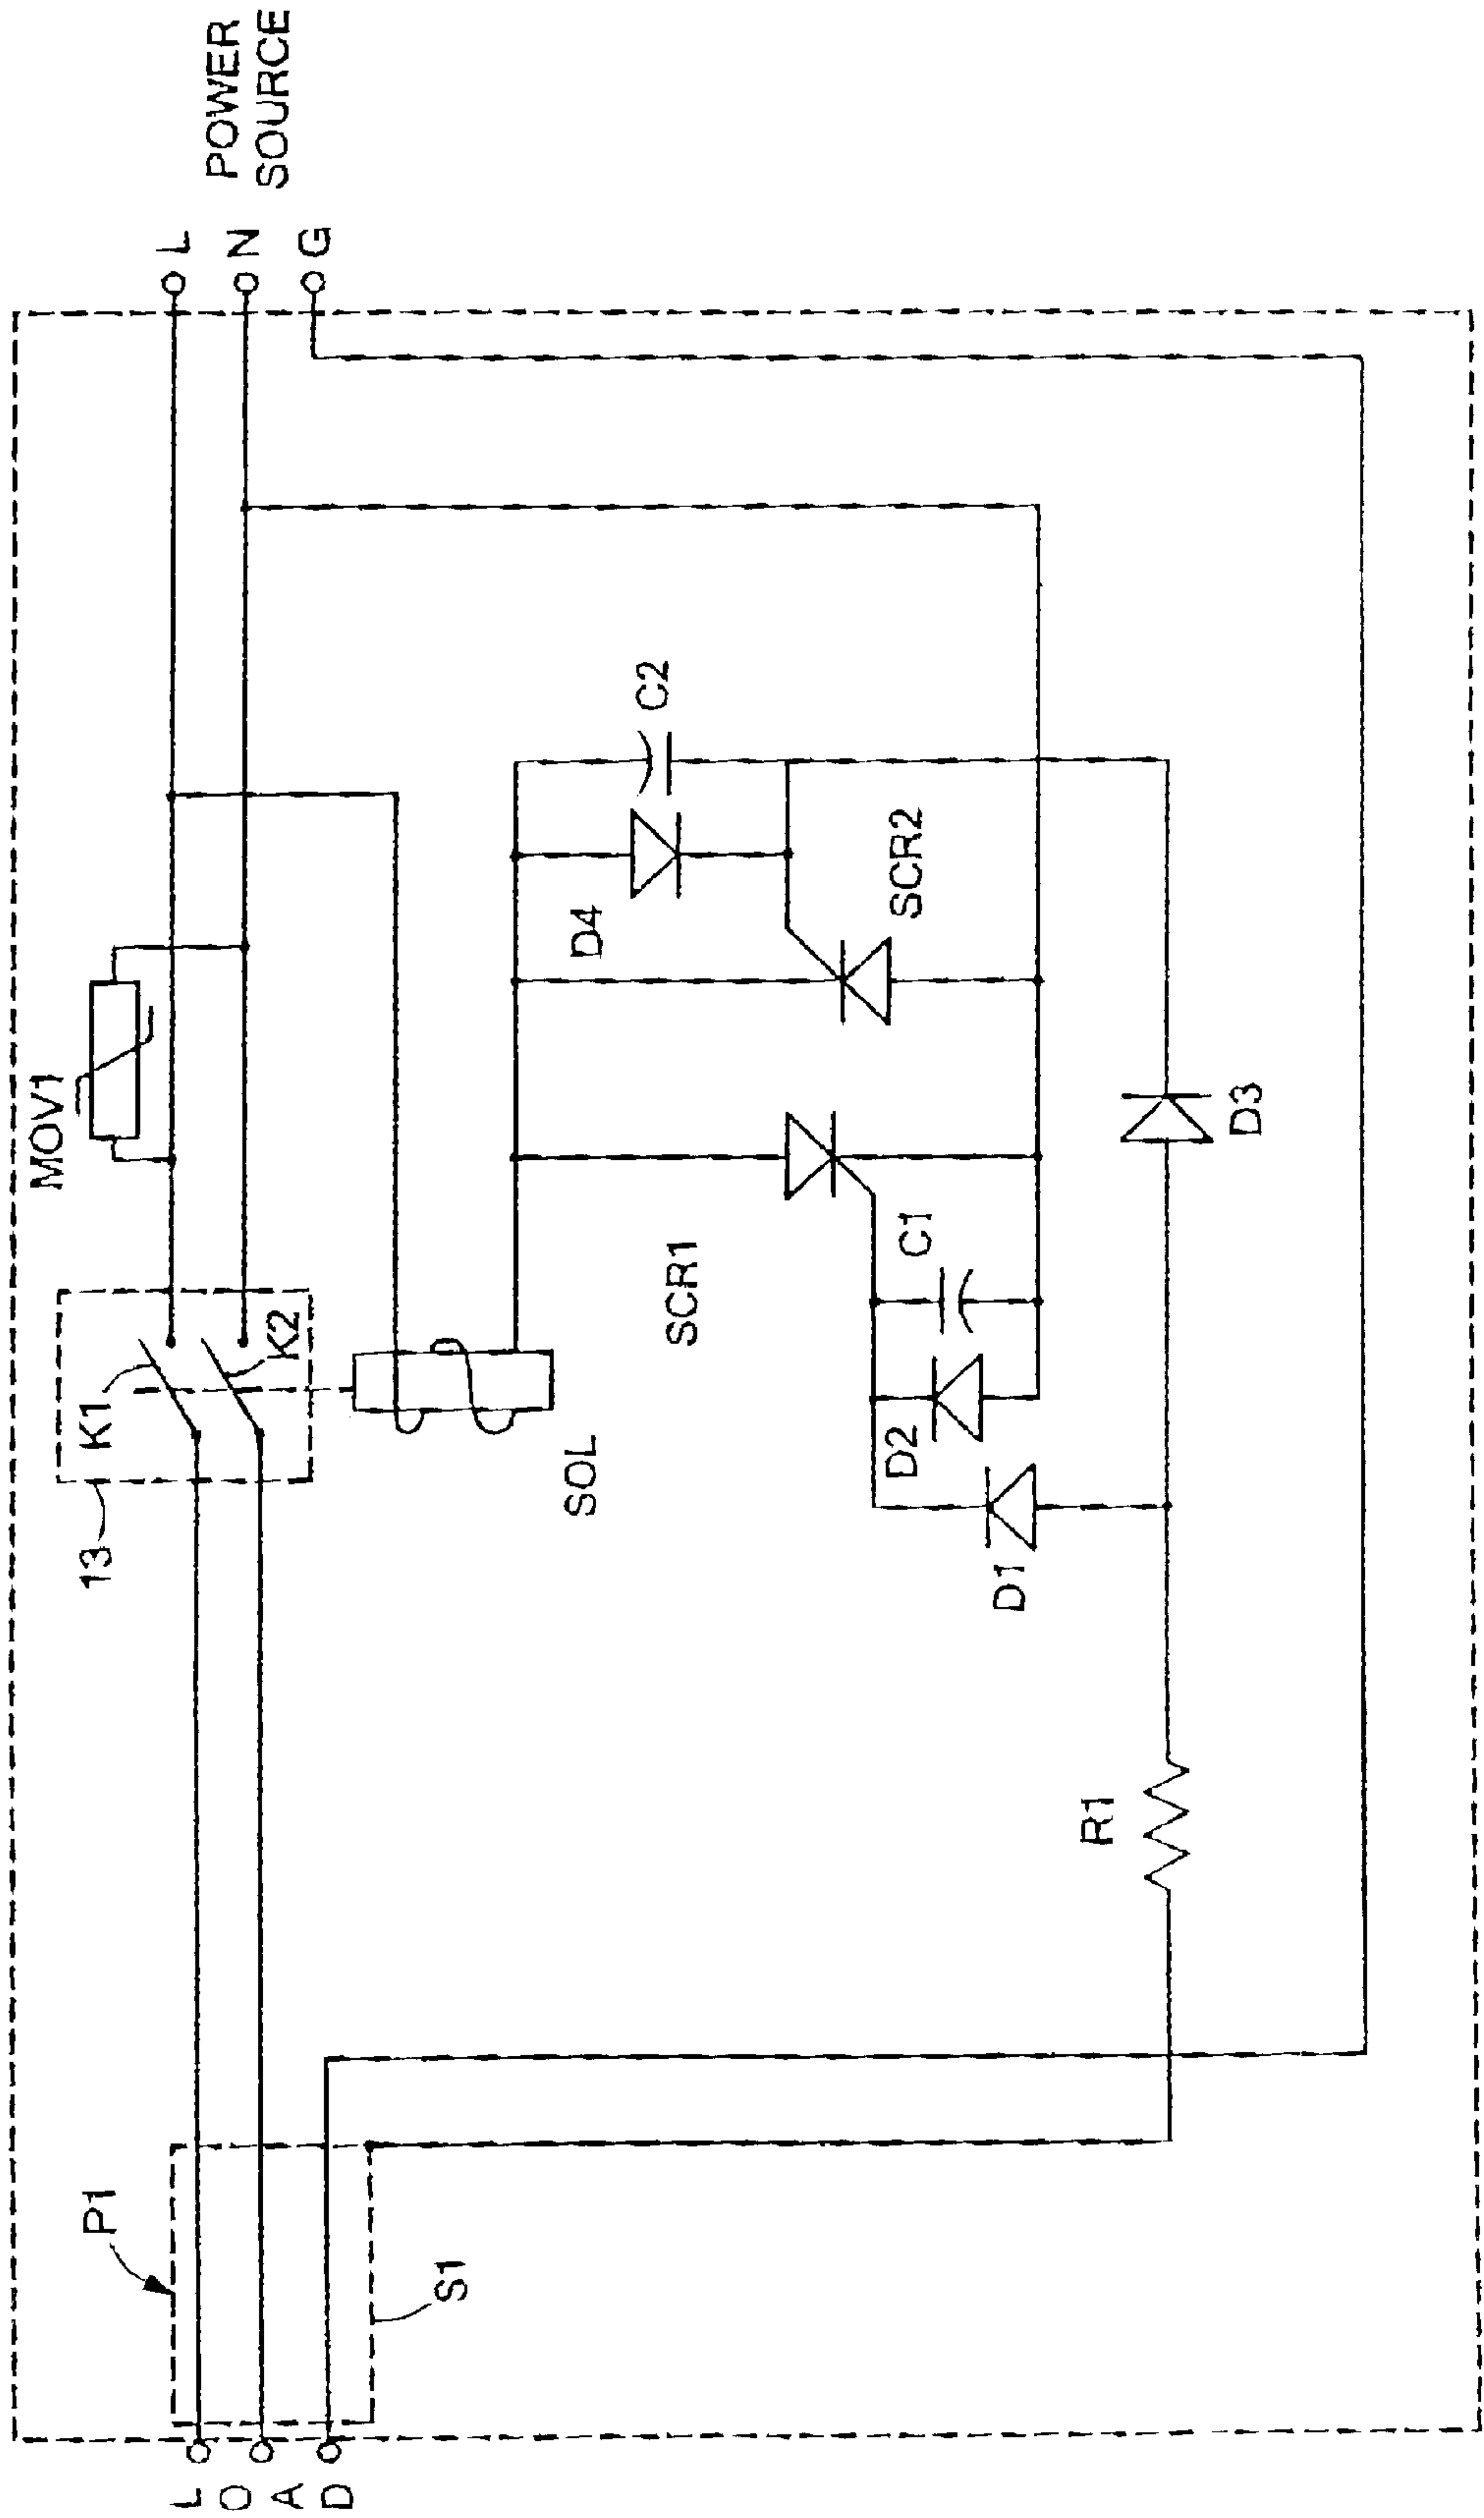 POWER
SOURCE
L
N
G
MOV1
C2
D4
SCR2
D3
K1
K2
13
SOL
SCR1
C1
D2
D1
R1
P1
S1
L
O
A
D